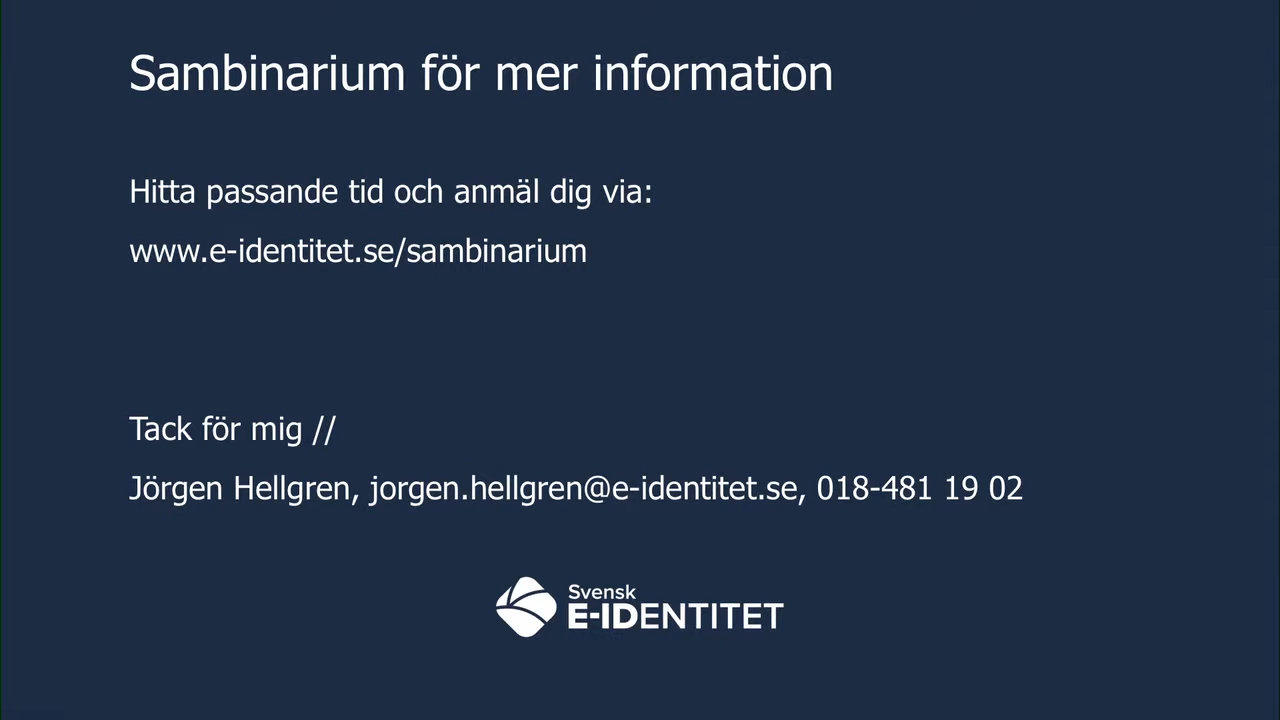 Sambinarium för mer information
Hitta passande tid och anmäl dig via:
www.e-identitet.se/sambinarium
Tack för mig //
Jörgen Hellgren, jorgen.hellgren@e-identitet.se, 018-481 19 02
Svensk
E-IDENTITET